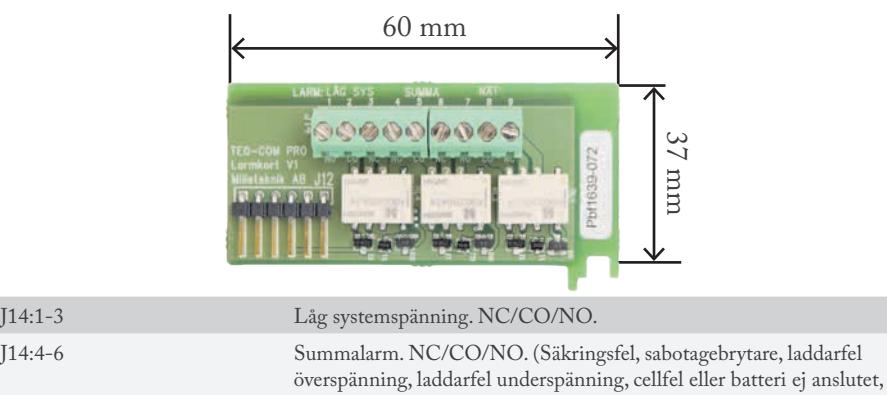 60 mm
37 mm
LARM: LÅG SYS SUMMA NÄT
1 2 3 4 5 6 7 8 9
TEO-COM PRO
Larmkort V1
Milleteknik AB J12
Pbf1639-072
J14:1-3 Låg systemspänning. NC/CO/NO.
J14:4-6 Summalarm. NC/CO/NO. (Säkringsfel, sabotagebrytare, laddarfel
överspänning, laddarfel underspänning, cellfel eller batteri ej anslutet,